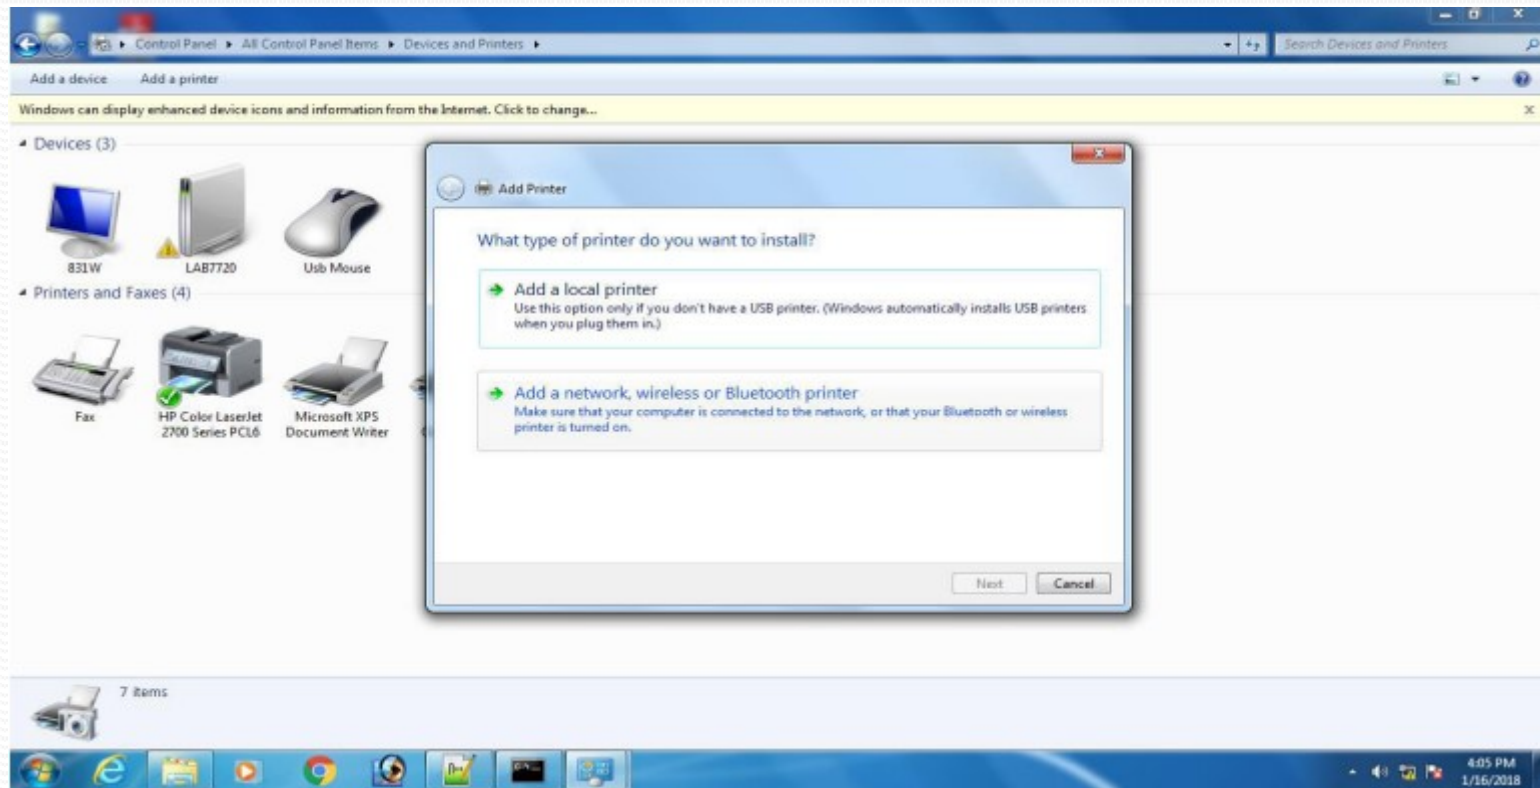 Control Panel ▸ All Control Panel Items ▸ Devices and Printers ▸
Search Devices and Printers
Add a device Add a printer
Windows can display enhanced device icons and information from the Internet. Click to change...
Devices (3)
831W
LAB7720
Usb Mouse
Printers and Faxes (4)
Fax
HP Color LaserJet
2700 Series PCL6
Microsoft XPS
Document Writer
Add Printer
What type of printer do you want to install?
Add a local printer
Use this option only if you don't have a USB printer. (Windows automatically installs USB printers
when you plug them in.)
Add a network, wireless or Bluetooth printer
Make sure that your computer is connected to the network, or that your Bluetooth or wireless
printer is turned on.
Next Cancel
7 items
4:05 PM
1/16/2018